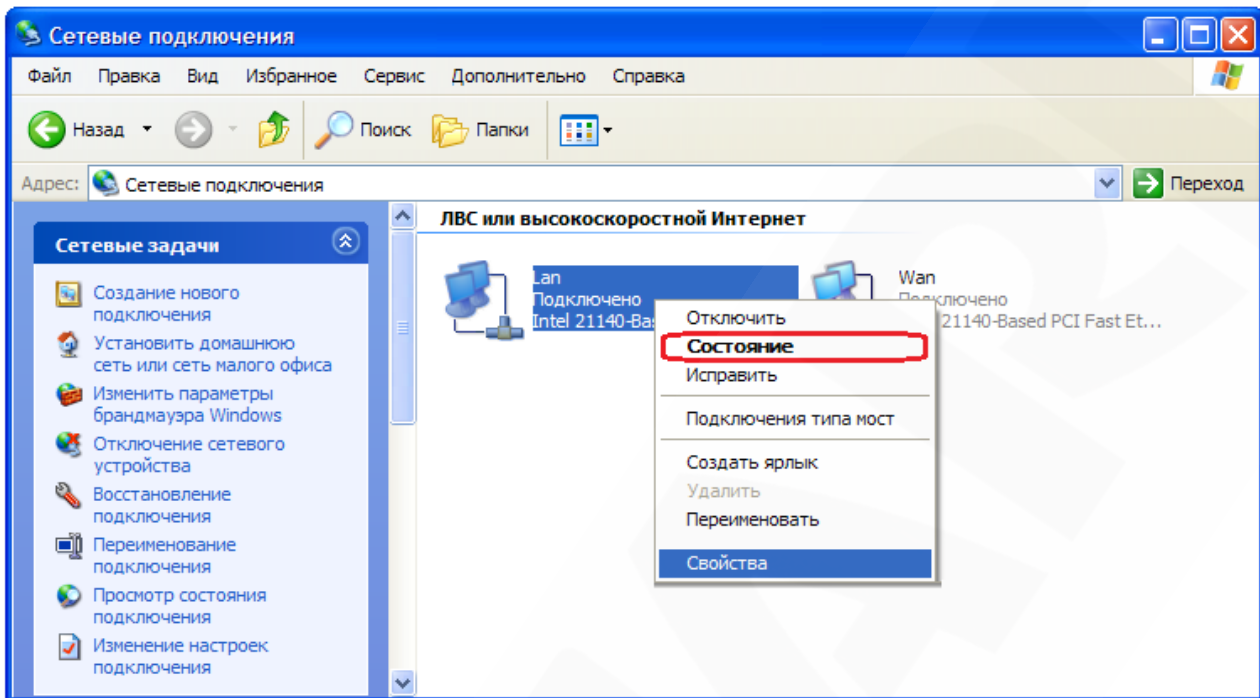 Сетевые подключения
Файл Правка Вид Избранное Сервис Дополнительно Справка
Назад Поиск Папки
Адрес: Сетевые подключения Переход
Сетевые задачи
Создание нового
подключения
Установить домашнюю
сеть или сеть малого офиса
Изменить параметры
брандмауэра Windows
Отключение сетевого
устройства
Восстановление
подключения
Переименование
подключения
Просмотр состояния
подключения
Изменение настроек
подключения
ЛВС или высокоскоростной Интернет
Lan
Подключено
Intel 21140-Ba
Wan
Подключено
21140-Based PCI Fast Et...
Отключить
Состояние
Исправить
Подключения типа мост
Создать ярлык
Удалить
Переименовать
Свойства